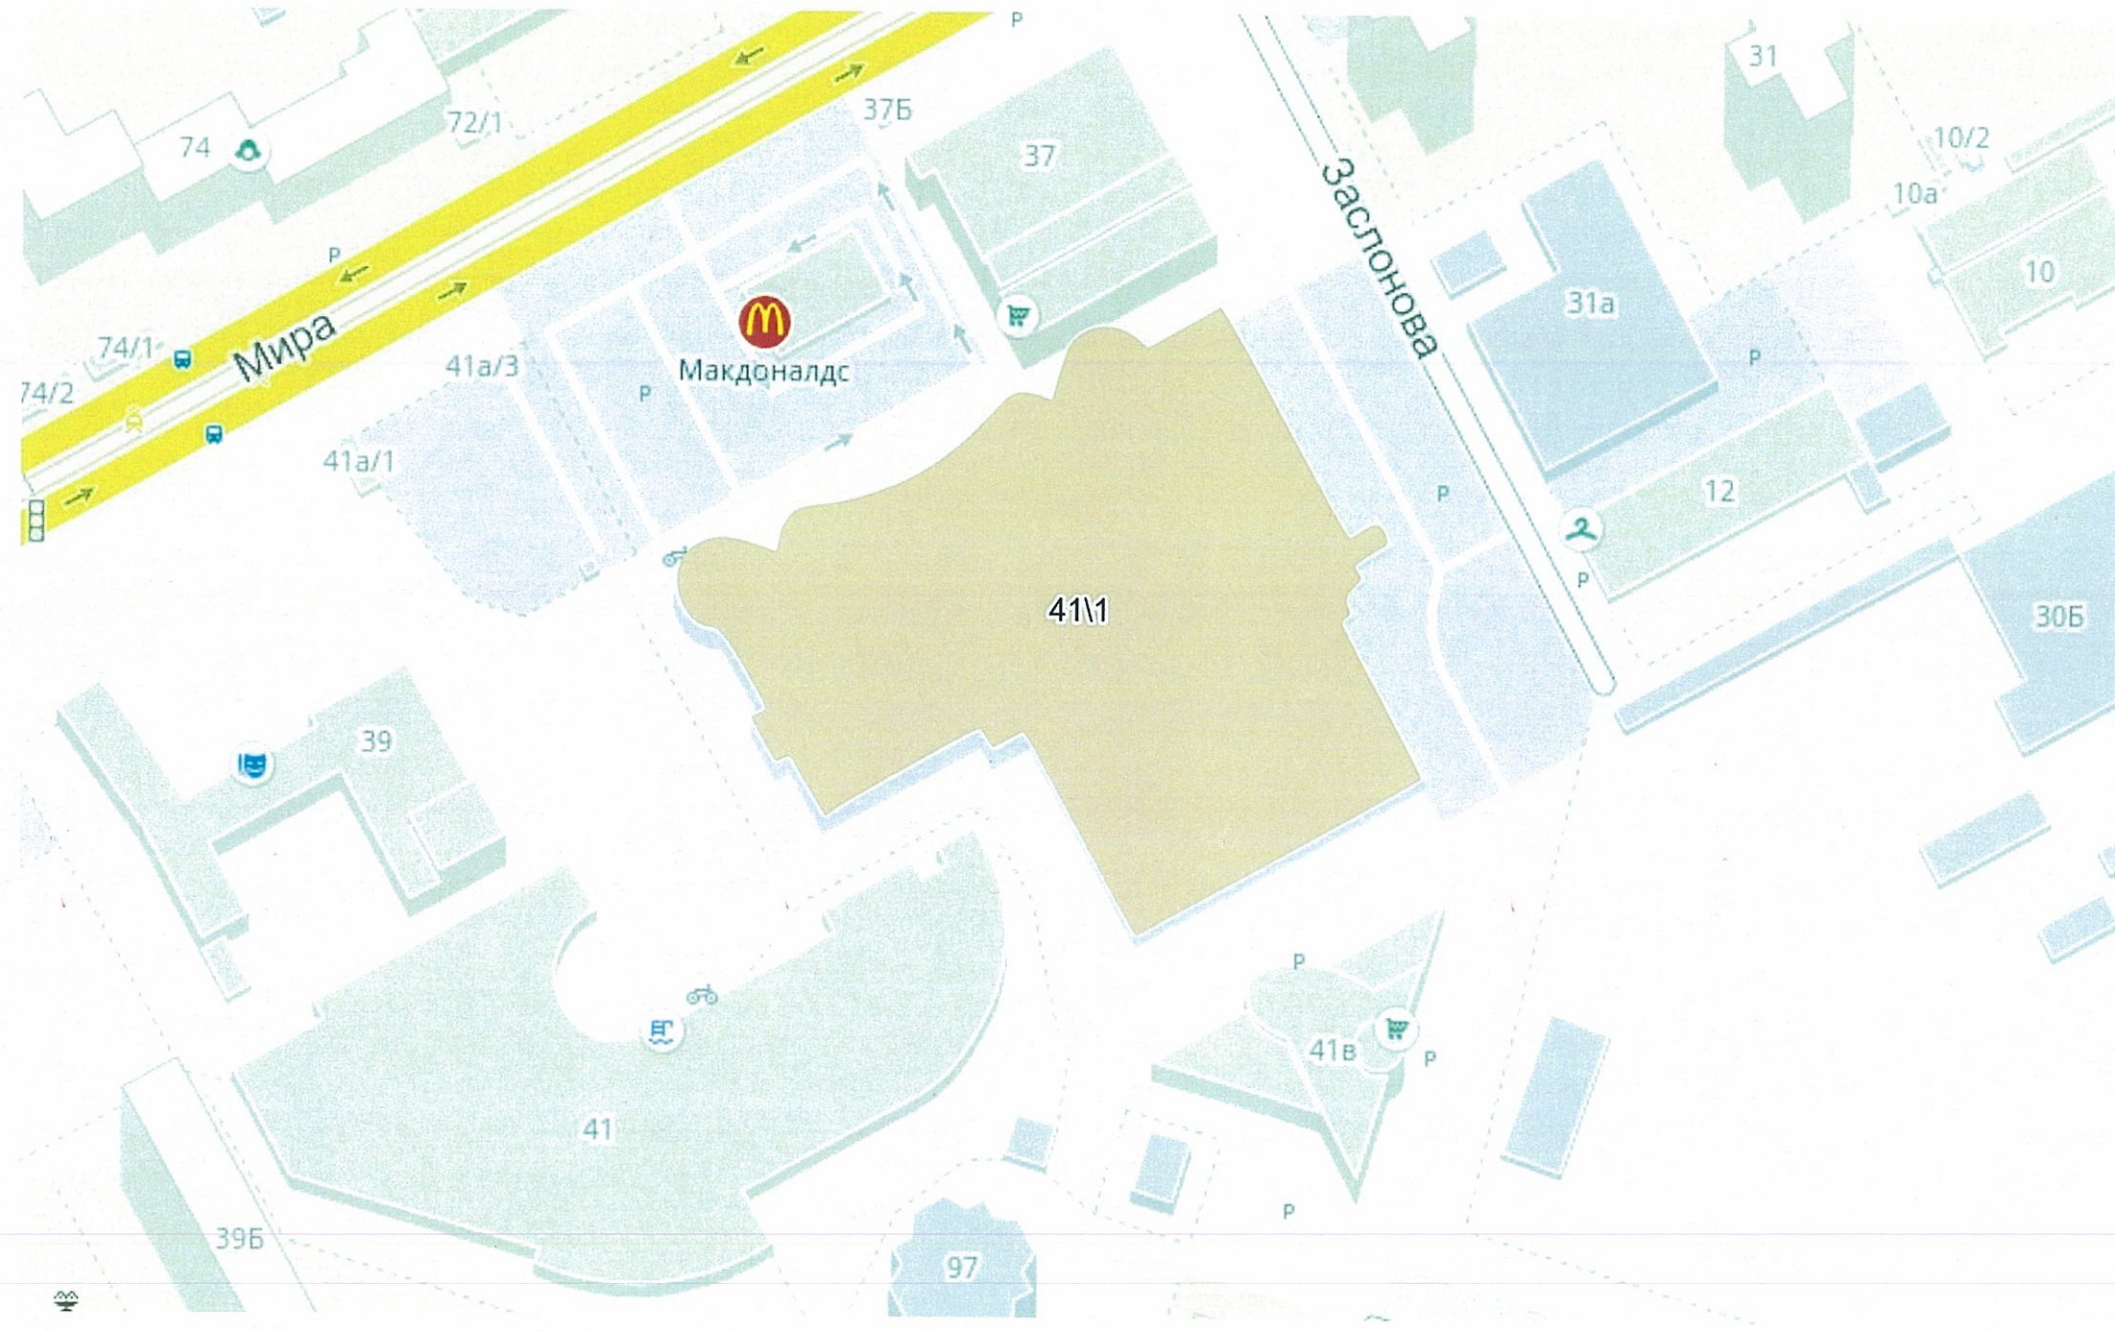 P
31
72/1
37Б
74
37
10/2
10а
Заслонова
P
10
31а
74/1
Мира
41а/3
Макдоналдс
P
P
74/2
41а/1
P
12
P
41\1
30Б
39
P
41в
P
41
P
39Б
97